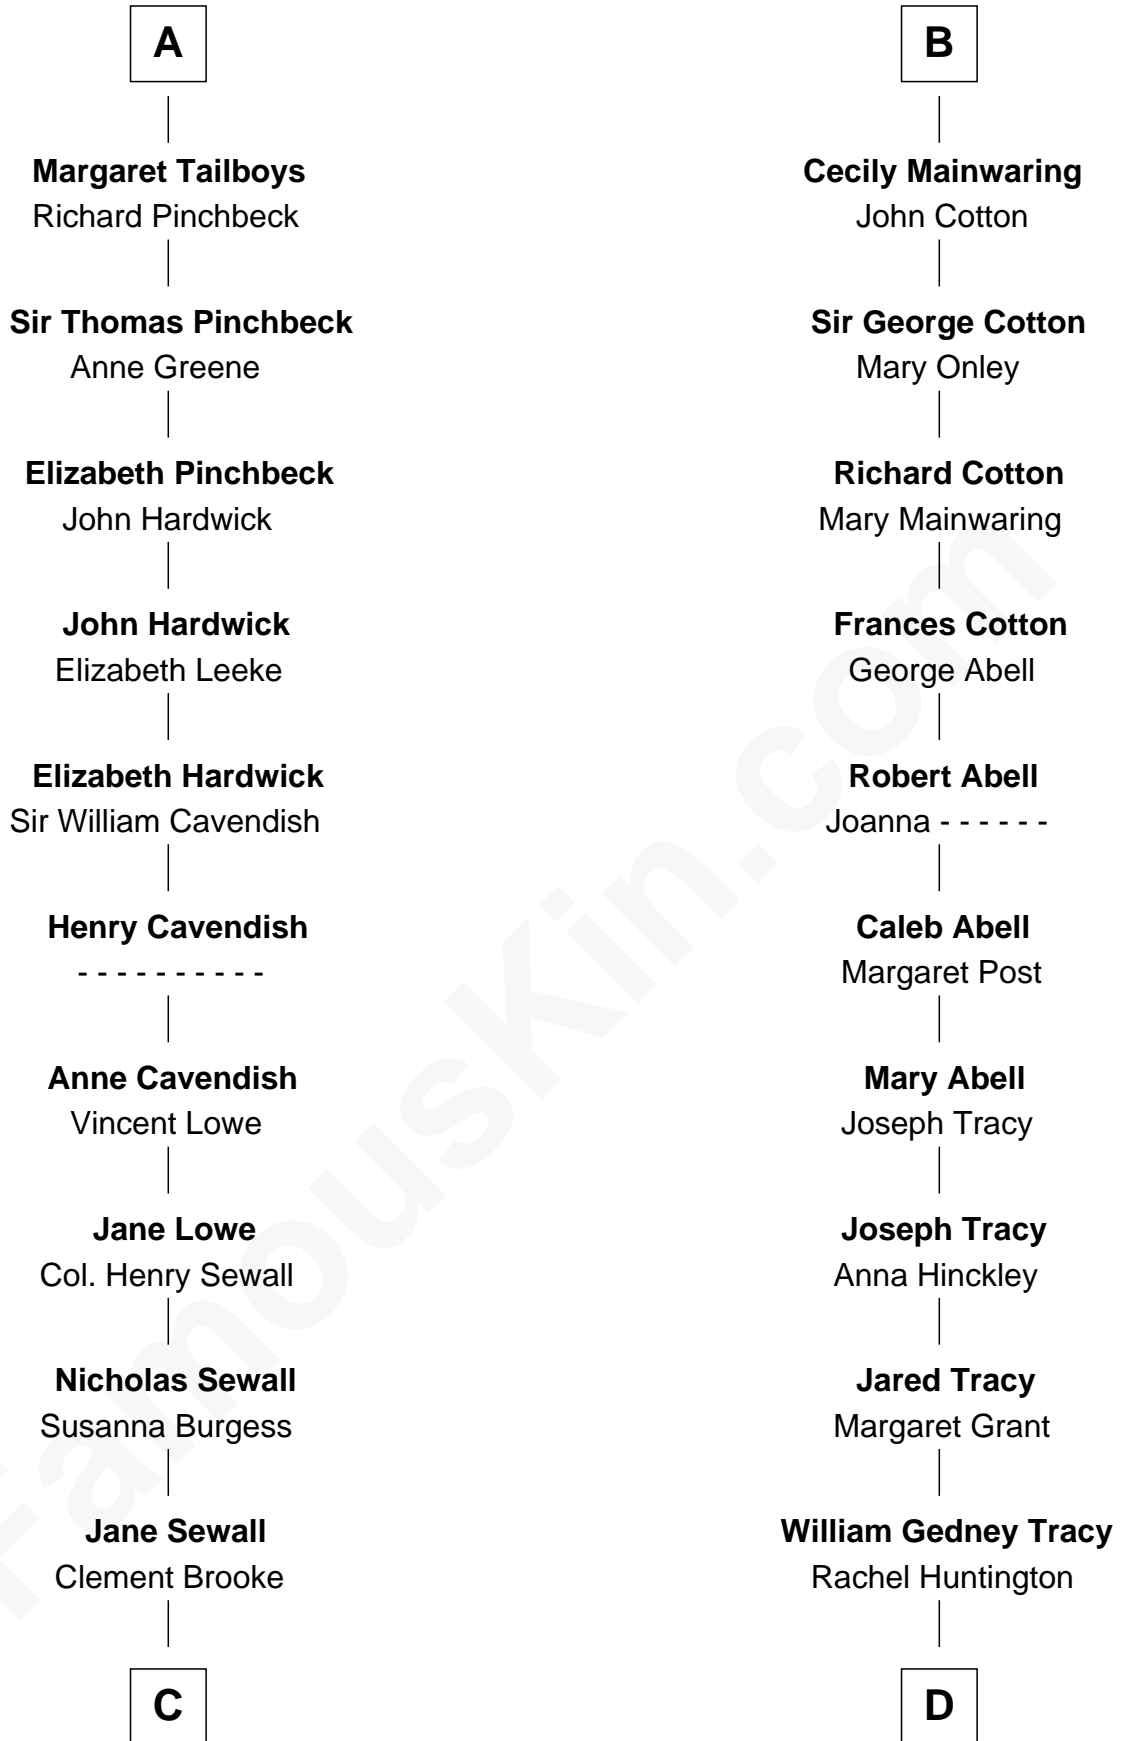 A
Margaret Tailboys
Richard Pinchbeck
Sir Thomas Pinchbeck
Anne Greene
Elizabeth Pinchbeck
John Hardwick
John Hardwick
Elizabeth Leeke
Elizabeth Hardwick
Sir William Cavendish
Henry Cavendish
- - - - - - - - - -
Anne Cavendish
Vincent Lowe
Jane Lowe
Col. Henry Sewall
Nicholas Sewall
Susanna Burgess
Jane Sewall
Clement Brooke
C
B
Cecily Mainwaring
John Cotton
Sir George Cotton
Mary Onley
Richard Cotton
Mary Mainwaring
Frances Cotton
George Abell
Robert Abell
Joanna - - - - - -
Caleb Abell
Margaret Post
Mary Abell
Joseph Tracy
Joseph Tracy
Anna Hinckley
Jared Tracy
Margaret Grant
William Gedney Tracy
Rachel Huntington
D
FamousKin.com